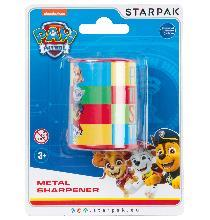 nickelodeon
STARPAK
PAW
PATROL
3+
METAL
SHARPENER
www.starpak.eu